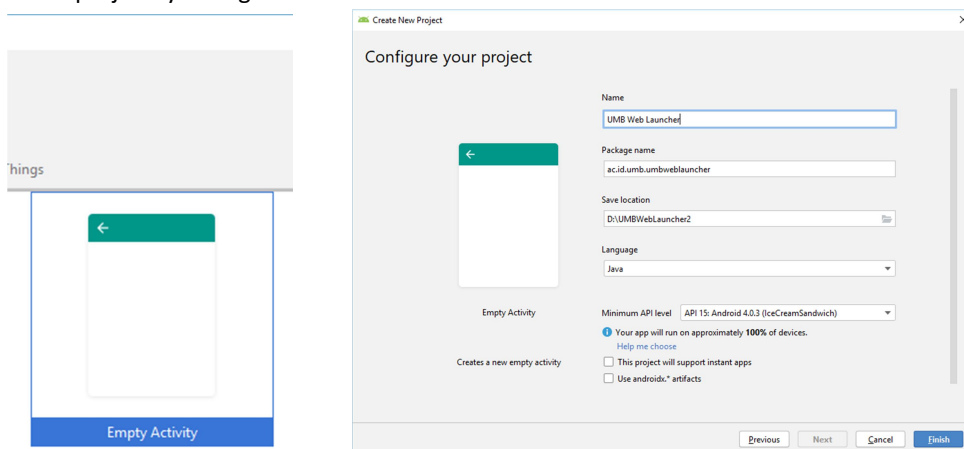 Things
Empty Activity
Create New Project
Configure your project
Name
UMB Web Launcher
Package name
ac.id.umb.umbweblauncher
Save location
D:\UMBWebLauncher2
Language
Java
Empty Activity
Minimum API level API 15: Android 4.0.3 (IceCreamSandwich)
Your app will run on approximately 100% of devices.
Help me choose
Creates a new empty activity
This project will support instant apps
Use androidx.* artifacts
Previous Next Cancel Finish